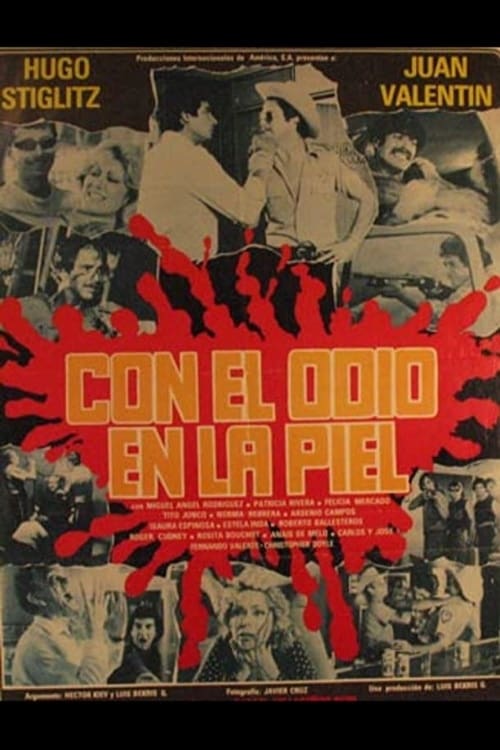 Producciones Internacionales de América, S.A. presentan a:
HUGO
STIGLITZ
JUAN
VALENTIN
CON EL ODIO
EN LA PIEL
con MIGUEL ANGEL RODRIGUEZ • PATRICIA RIVERA • FELICIA MERCADO
TITO JUNCO • NORMA HERRERA • ARSENIO CAMPOS
ISAURA ESPINOSA • ESTELA INDA • ROBERTO BALLESTEROS
ROGER CUDNEY • ROSITA BOUCHOT • ANAIS DE MELO • CARLOS Y JOSE
FERNANDO VALENTE • CHRISTOPHER DOYLE
Argumento: HECTOR KIEV y LUIS BEKRIS G.
Fotografía: JAVIER CRUZ
Una producción de: LUIS BEKRIS G.